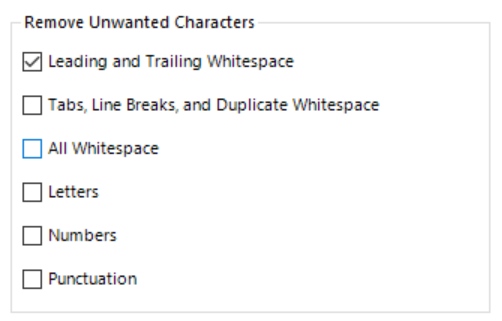 Remove Unwanted Characters
Leading and Trailing Whitespace
Tabs, Line Breaks, and Duplicate Whitespace
All Whitespace
Letters
Numbers
Punctuation